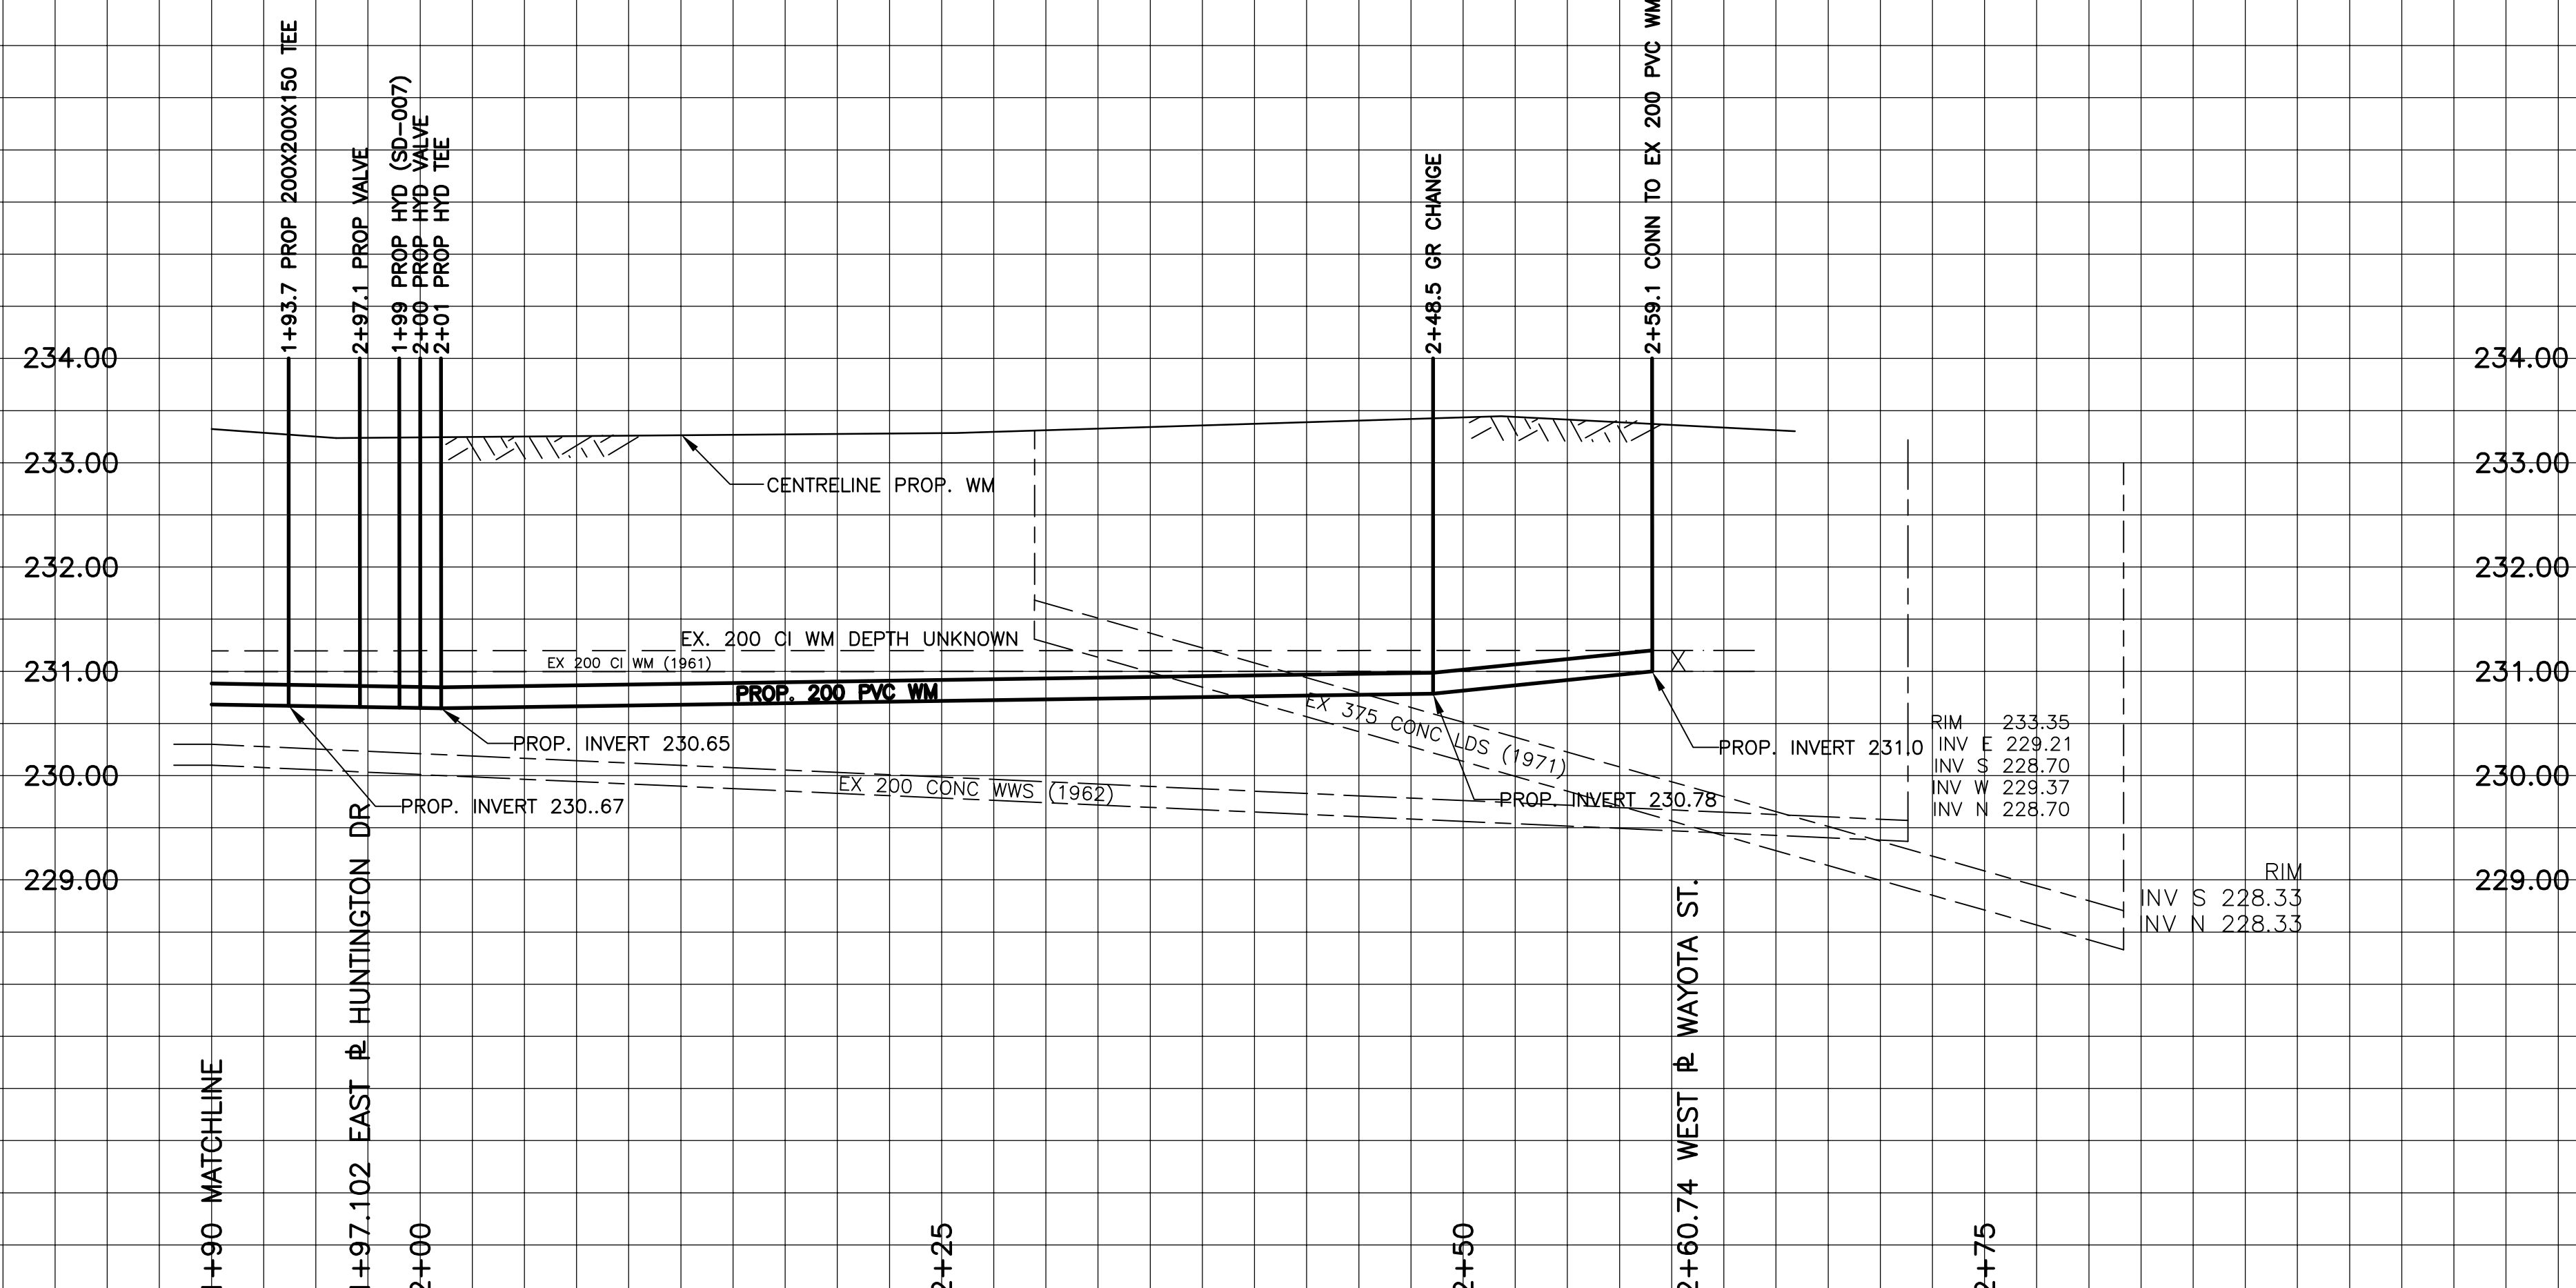 1+93.7 PROP 200X200X150 TEE
2+97.1 PROP VALVE
1+99 PROP HYD (SD-007)
2+00 PROP HYD VALVE
2+01 PROP HYD TEE
2+48.5 GR CHANGE
2+59.1 CONN TO EX 200 PVC WM
234.00
234.00
233.00
233.00
CENTRELINE PROP. WM
232.00
232.00
EX. 200 CI WM DEPTH UNKNOWN
EX 200 CI WM (1961)
231.00
X
231.00
PROP. 200 PVC WM
EX 375 CONC LDS (1971)
RIM 233.35
INV E 229.21
INV S 228.70
INV W 229.37
INV N 228.70
PROP. INVERT 230.65
PROP. INVERT 231.0
230.00
230.00
EX 200 CONC WWS (1962)
PROP. INVERT 230..67
PROP. INVERT 230.78
229.00
229.00
RIM
INV S 228.33
INV N 228.33
1+90 MATCHLINE
1+97.102 EAST PL HUNTINGTON DR
2+00
2+25
2+50
2+60.74 WEST PL WAYOTA ST.
2+75